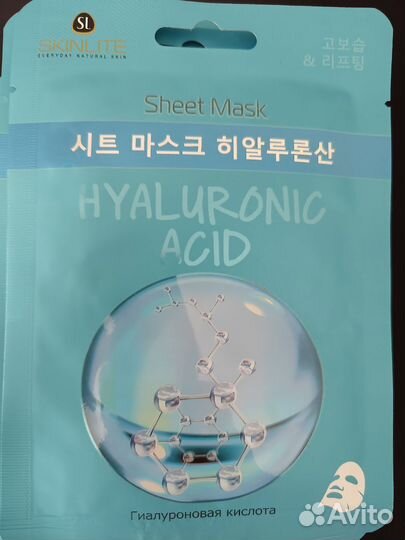 SL
SKINLITE
EVERYDAY NATURAL SKIN
고보습
& 리프팅
Sheet Mask
시트 마스크 히알루론산
HYALURONIC
ACID
Гиалуроновая кислота
Avito